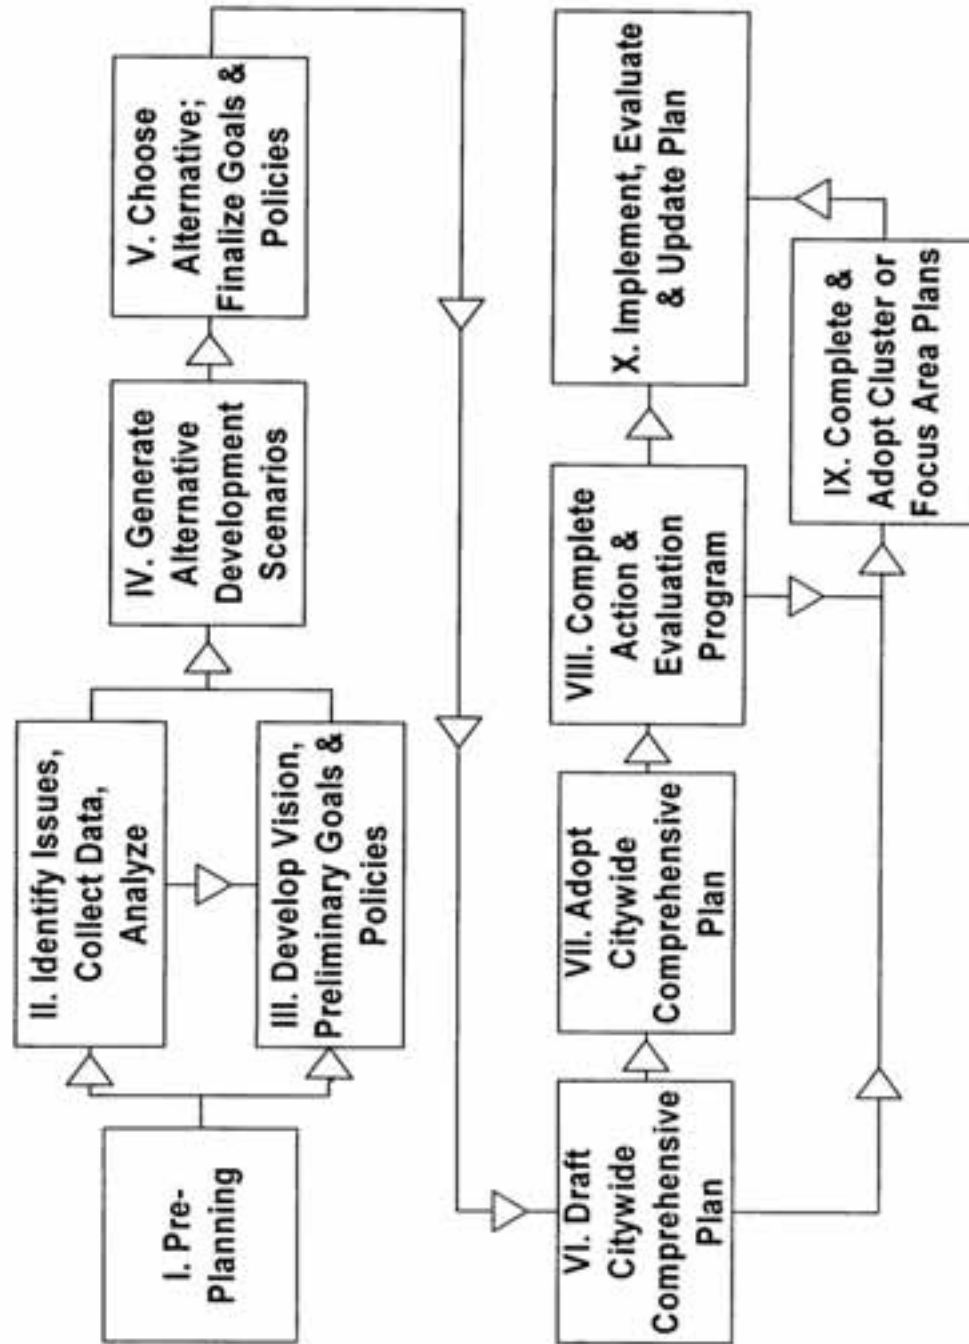 I. Pre-
Planning
II. Identify Issues,
Collect Data,
Analyze
III. Develop Vision,
Preliminary Goals &
Policies
IV. Generate
Alternative
Development
Scenarios
V. Choose
Alternative;
Finalize Goals &
Policies
VI. Draft
Citywide
Comprehensive
Plan
VII. Adopt
Citywide
Comprehensive
Plan
VIII. Complete
Action &
Evaluation
Program
IX. Complete &
Adopt Cluster or
Focus Area Plans
X. Implement, Evaluate
& Update Plan